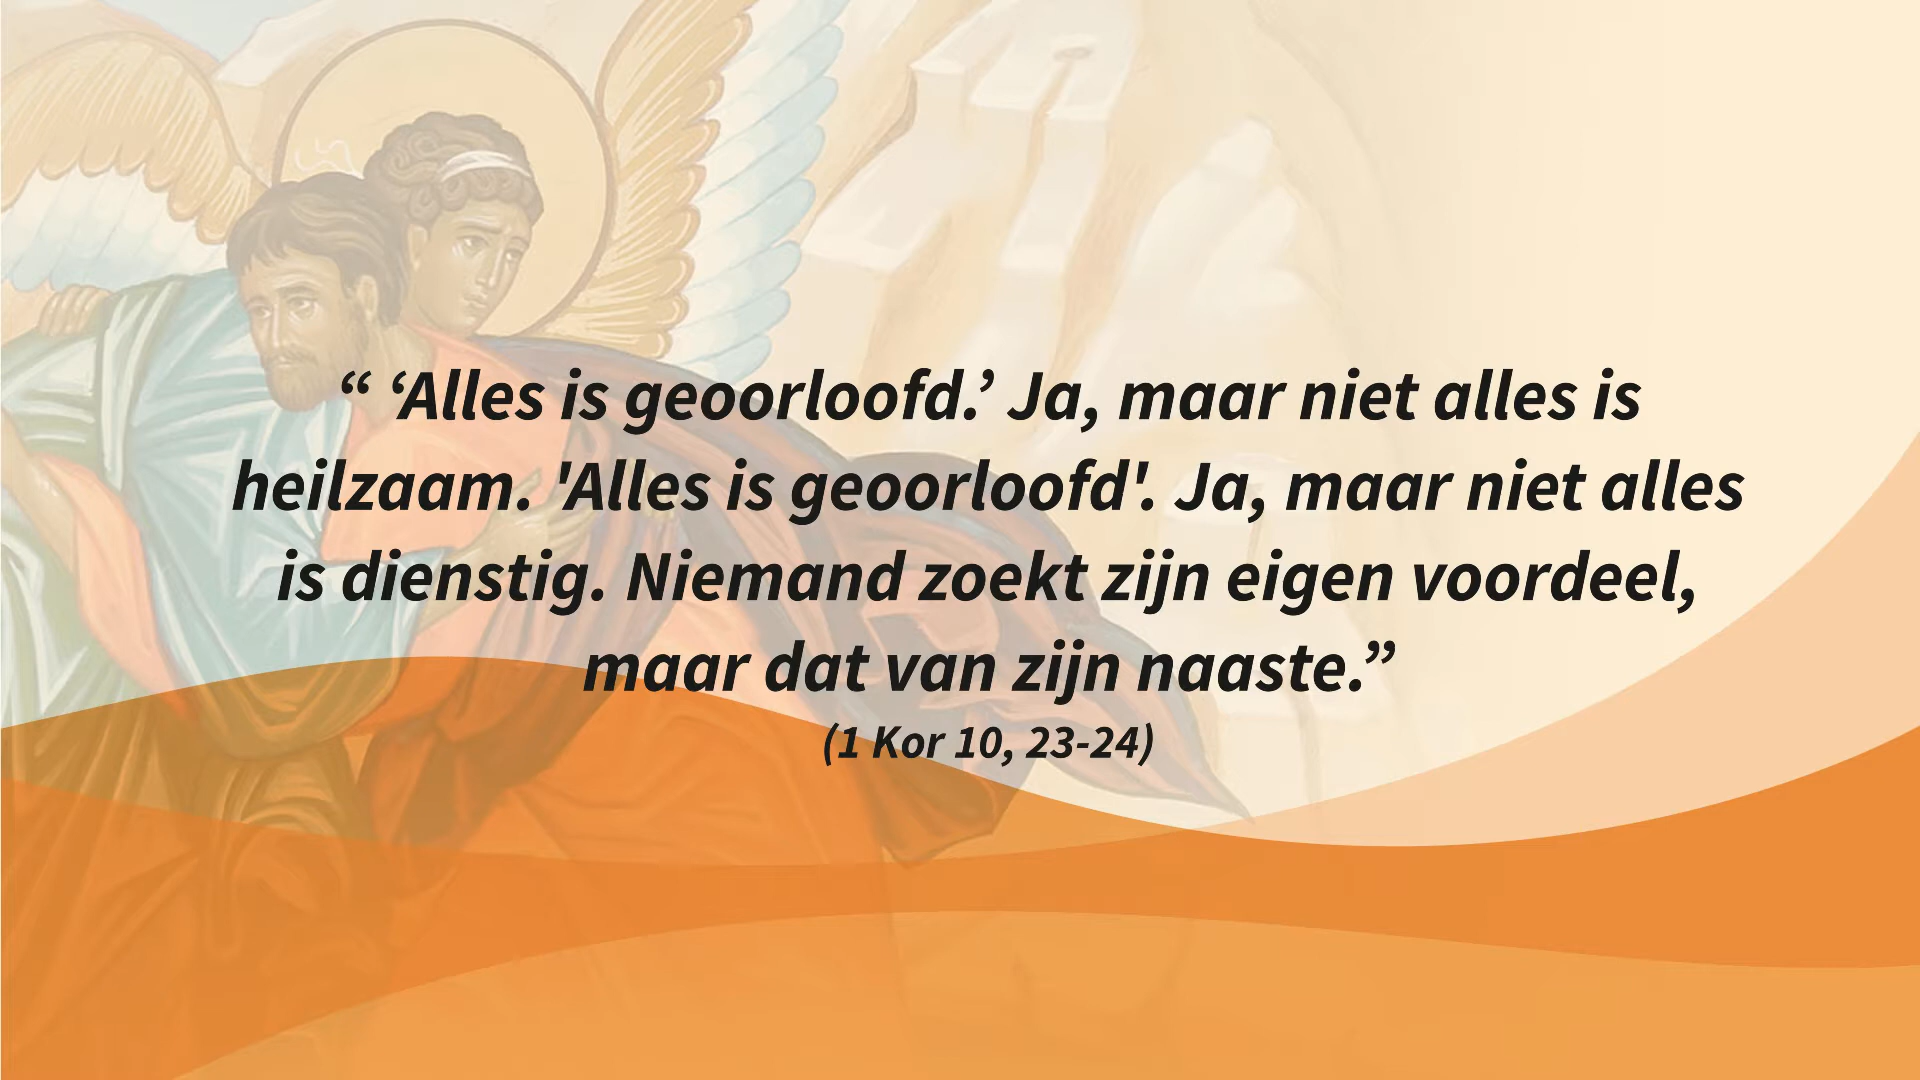 “ ‘Alles is geoorloofd.’ Ja, maar niet alles is
heilzaam. 'Alles is geoorloofd'. Ja, maar niet alles
is dienstig. Niemand zoekt zijn eigen voordeel,
maar dat van zijn naaste.”
(1 Kor 10, 23-24)